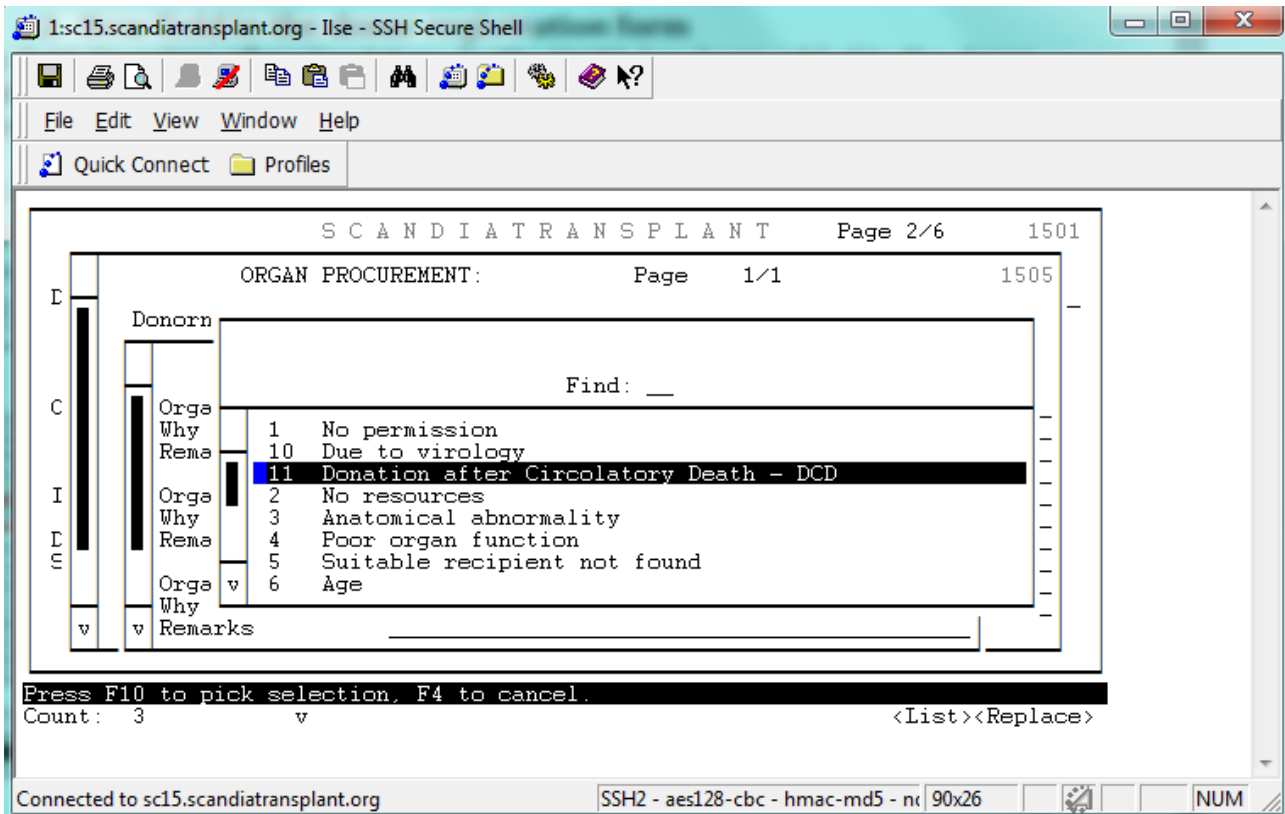 1:sc15.scandiatransplant.org - Ilse - SSH Secure Shell
File Edit View Window Help
Quick Connect Profiles
S C A N D I A T R A N S P L A N T Page 2/6 1501
ORGAN PROCUREMENT: Page 1/1 1505
D
Donorn
Find: __
C Orga
Why 1 No permission
Rema 10 Due to virology
11 Donation after Circolatory Death - DCD
I Orga 2 No resources
Why 3 Anatomical abnormality
D Rema 4 Poor organ function
S 5 Suitable recipient not found
Orga v 6 Age
Why
v v Remarks
Press F10 to pick selection, F4 to cancel.
Count: 3 v <List><Replace>
Connected to sc15.scandiatransplant.org SSH2 - aes128-cbc - hmac-md5 - 90x26 NUM